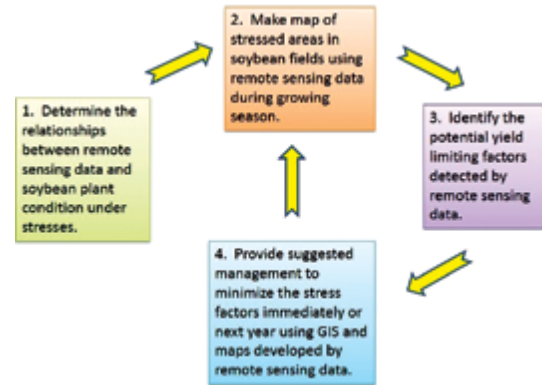 1. Determine the
relationships
between remote
sensing data and
soybean plant
condition under
stresses.
2. Make map of
stressed areas in
soybean fields using
remote sensing data
during growing
season.
3. Identify the
potential yield
limiting factors
detected by
remote sensing
data.
4. Provide suggested
management to
minimize the stress
factors immediately or
next year using GIS and
maps developed by
remote sensing data.